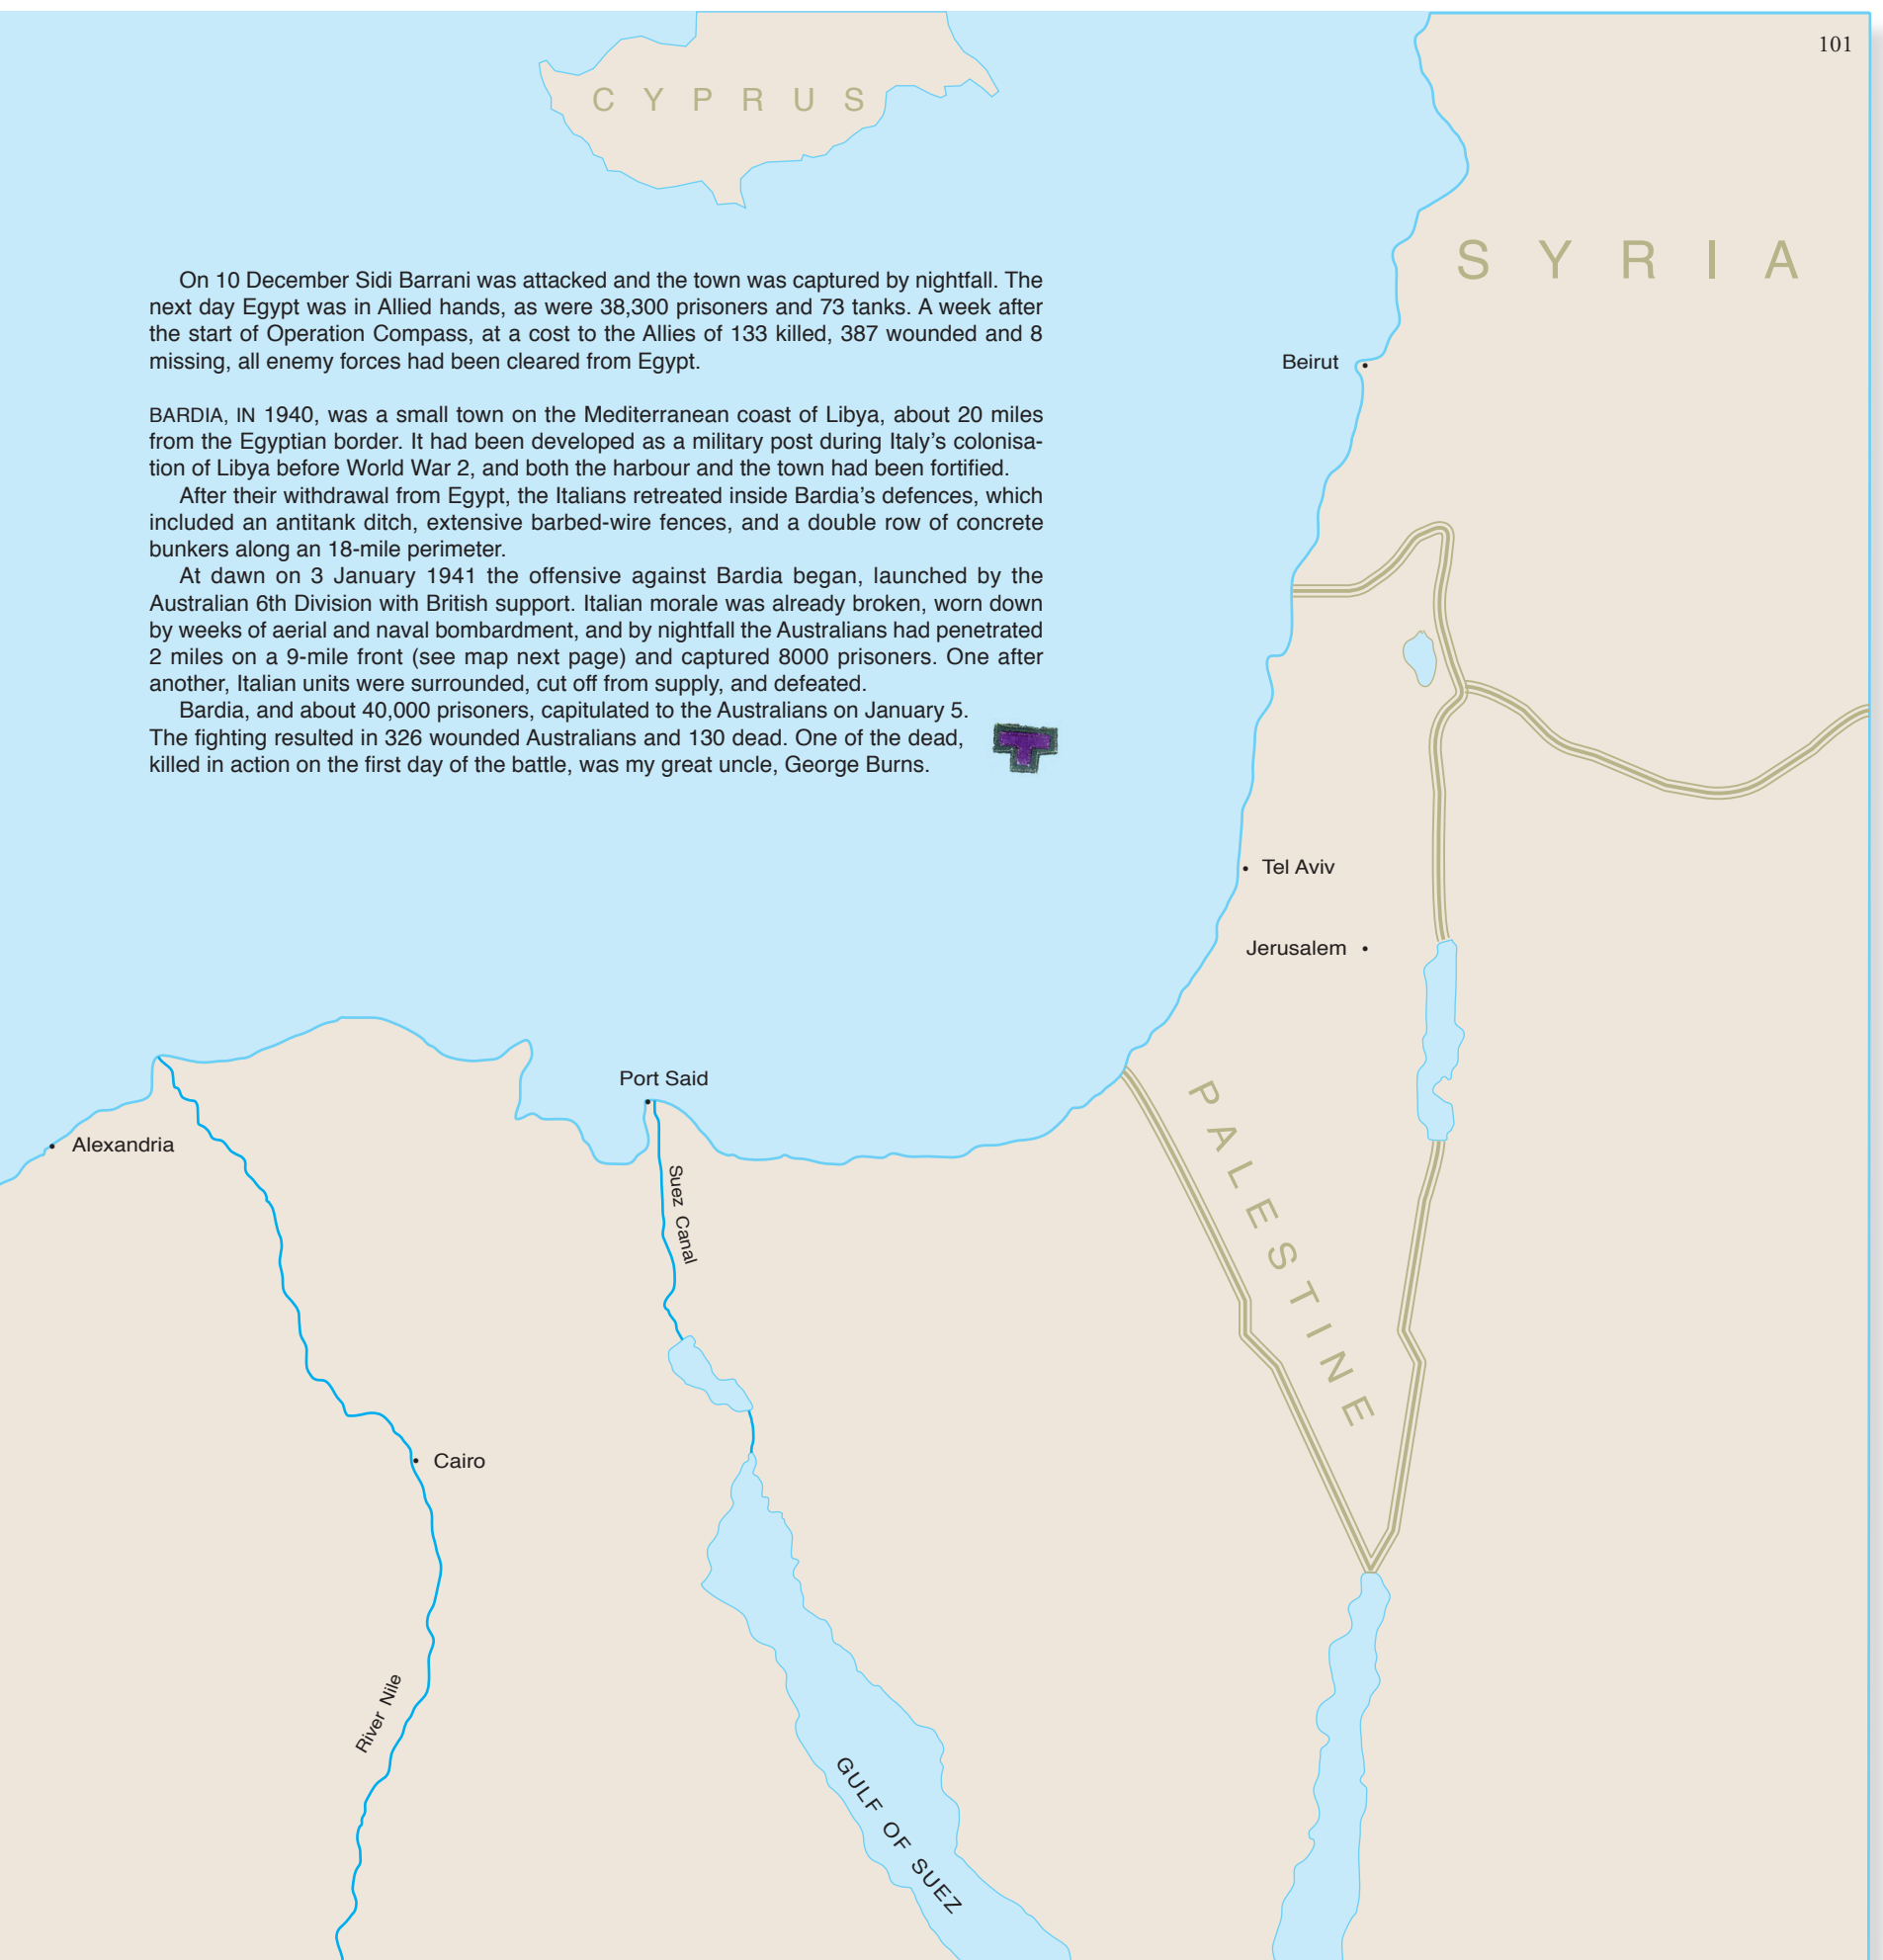 101
C Y P R U S
S Y R I A
On 10 December Sidi Barrani was attacked and the town was captured by nightfall. The
next day Egypt was in Allied hands, as were 38,300 prisoners and 73 tanks. A week after
the start of Operation Compass, at a cost to the Allies of 133 killed, 387 wounded and 8
missing, all enemy forces had been cleared from Egypt.
BARDIA, IN 1940, was a small town on the Mediterranean coast of Libya, about 20 miles
from the Egyptian border. It had been developed as a military post during Italy’s colonisa-
tion of Libya before World War 2, and both the harbour and the town had been fortified.
After their withdrawal from Egypt, the Italians retreated inside Bardia’s defences, which
included an antitank ditch, extensive barbed-wire fences, and a double row of concrete
bunkers along an 18-mile perimeter.
At dawn on 3 January 1941 the offensive against Bardia began, launched by the
Australian 6th Division with British support. Italian morale was already broken, worn down
by weeks of aerial and naval bombardment, and by nightfall the Australians had penetrated
2 miles on a 9-mile front (see map next page) and captured 8000 prisoners. One after
another, Italian units were surrounded, cut off from supply, and defeated.
Bardia, and about 40,000 prisoners, capitulated to the Australians on January 5.
The fighting resulted in 326 wounded Australians and 130 dead. One of the dead,
killed in action on the first day of the battle, was my great uncle, George Burns.
Beirut
Tel Aviv
Jerusalem
Port Said
Alexandria
Suez Canal
PALESTINE
Cairo
River Nile
GULF OF SUEZ